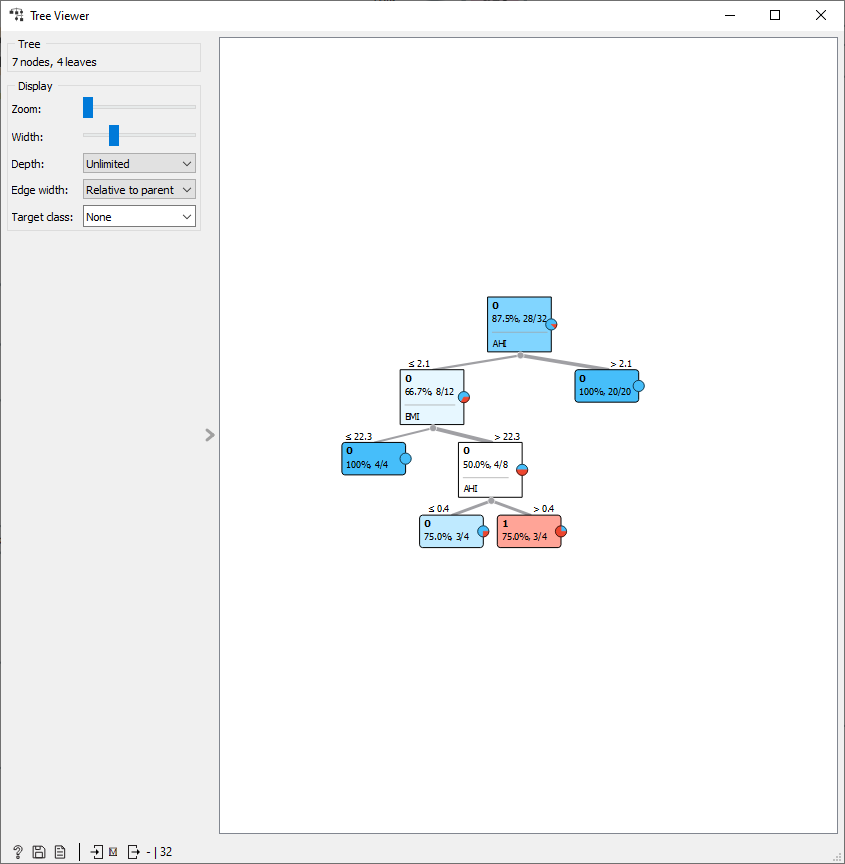 Tree Viewer
Tree
7 nodes, 4 leaves
Display
Zoom:
Width:
Depth: Unlimited
Edge width: Relative to parent
Target class: None
0
87.5%, 28/32
AHI
≤ 2.1
> 2.1
0
66.7%, 8/12
BMI
0
100%, 20/20
≤ 22.3
> 22.3
0
100%, 4/4
0
50.0%, 4/8
AHI
≤ 0.4
> 0.4
0
75.0%, 3/4
1
75.0%, 3/4
? M - | 32